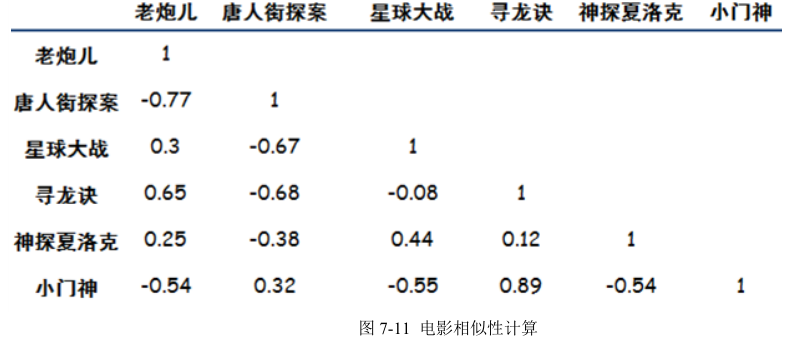 老炮儿 唐人街探案 星球大战 寻龙诀 神探夏洛克 小门神
老炮儿 1
唐人街探案 -0.77 1
星球大战 0.3 -0.67 1
寻龙诀 0.65 -0.68 -0.08 1
神探夏洛克 0.25 -0.38 0.44 0.12 1
小门神 -0.54 0.32 -0.55 0.89 -0.54 1
图 7-11 电影相似性计算